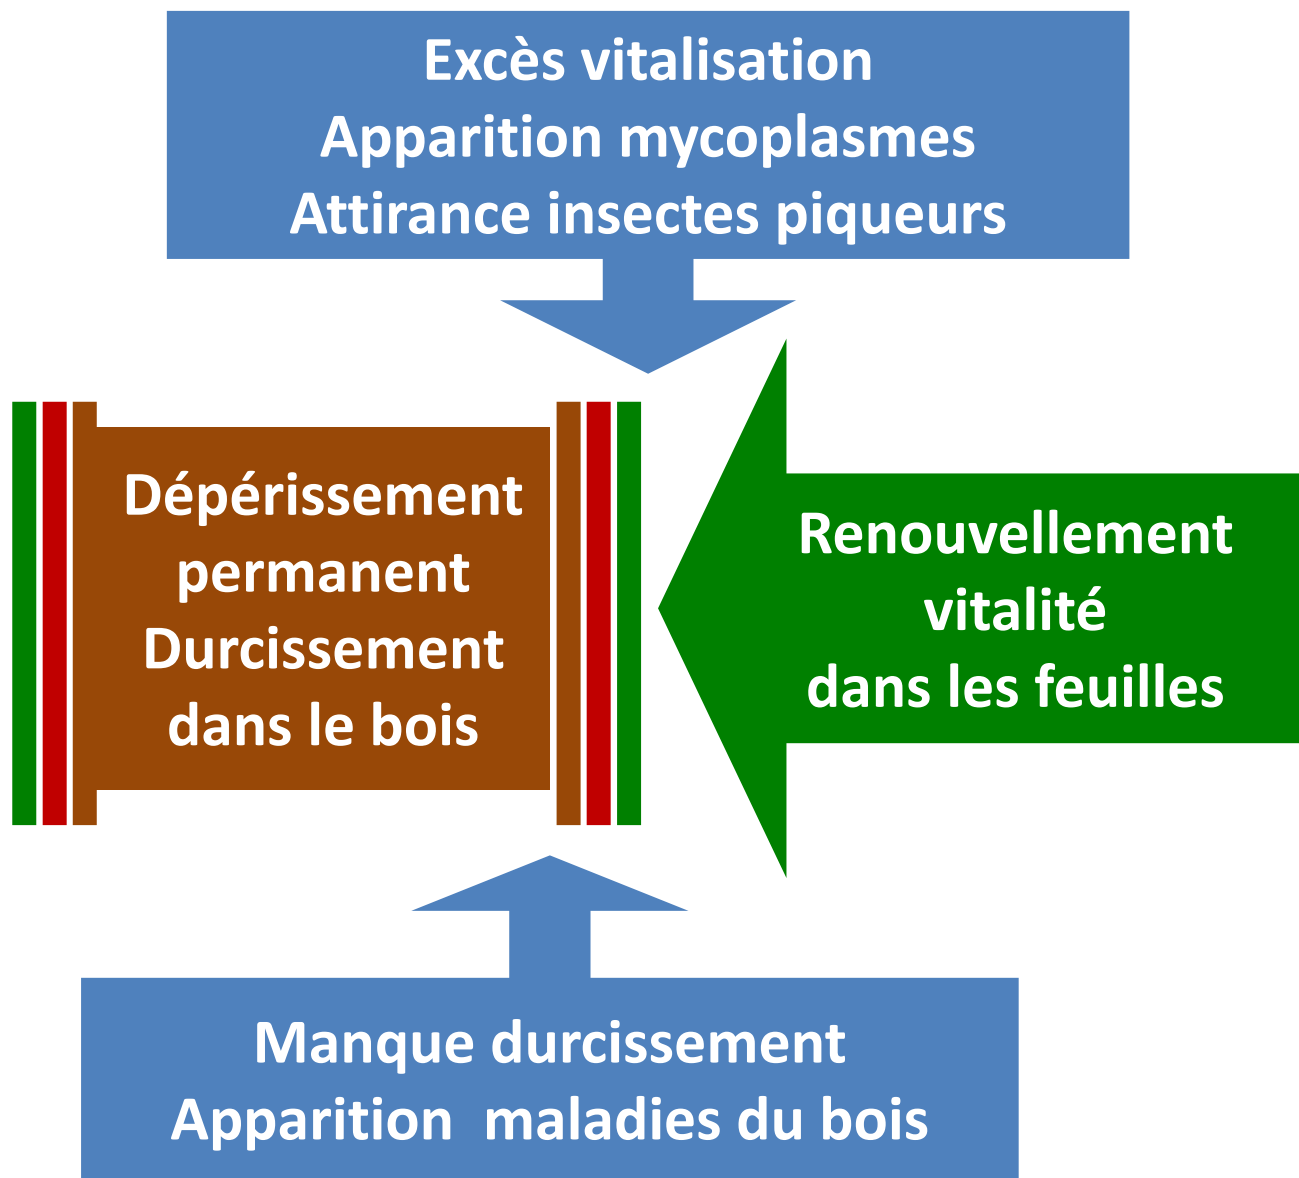 Excès vitalisation
Apparition mycoplasmes
Attirance insectes piqueurs
Dépérissement
permanent
Durcissement
dans le bois
Renouvellement
vitalité
dans les feuilles
Manque durcissement
Apparition  maladies du bois